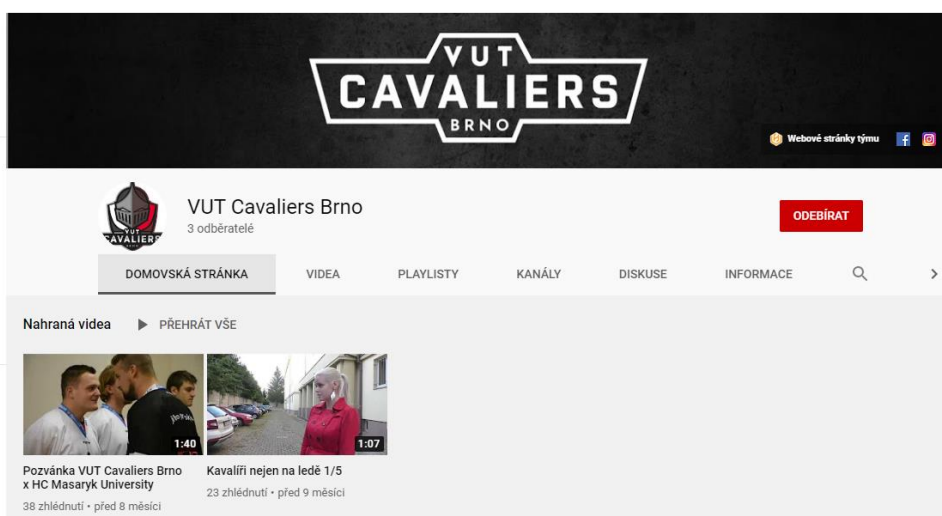 VUT
CAVALIERS
BRNO
Webové stránky týmu
VUT
CAVALIERS
VUT Cavaliers Brno
3 odběratelé
ODEBÍRAT
DOMOVSKÁ STRÁNKA VIDEA PLAYLISTY KANÁLY DISKUSE INFORMACE
Nahraná videa PŘEHRÁT VŠE
1:40 1:07
Pozvánka VUT Cavaliers Brno
x HC Masaryk University
38 zhlédnutí • před 8 měsíci
Kavalíři nejen na ledě 1/5
23 zhlédnutí • před 9 měsíci